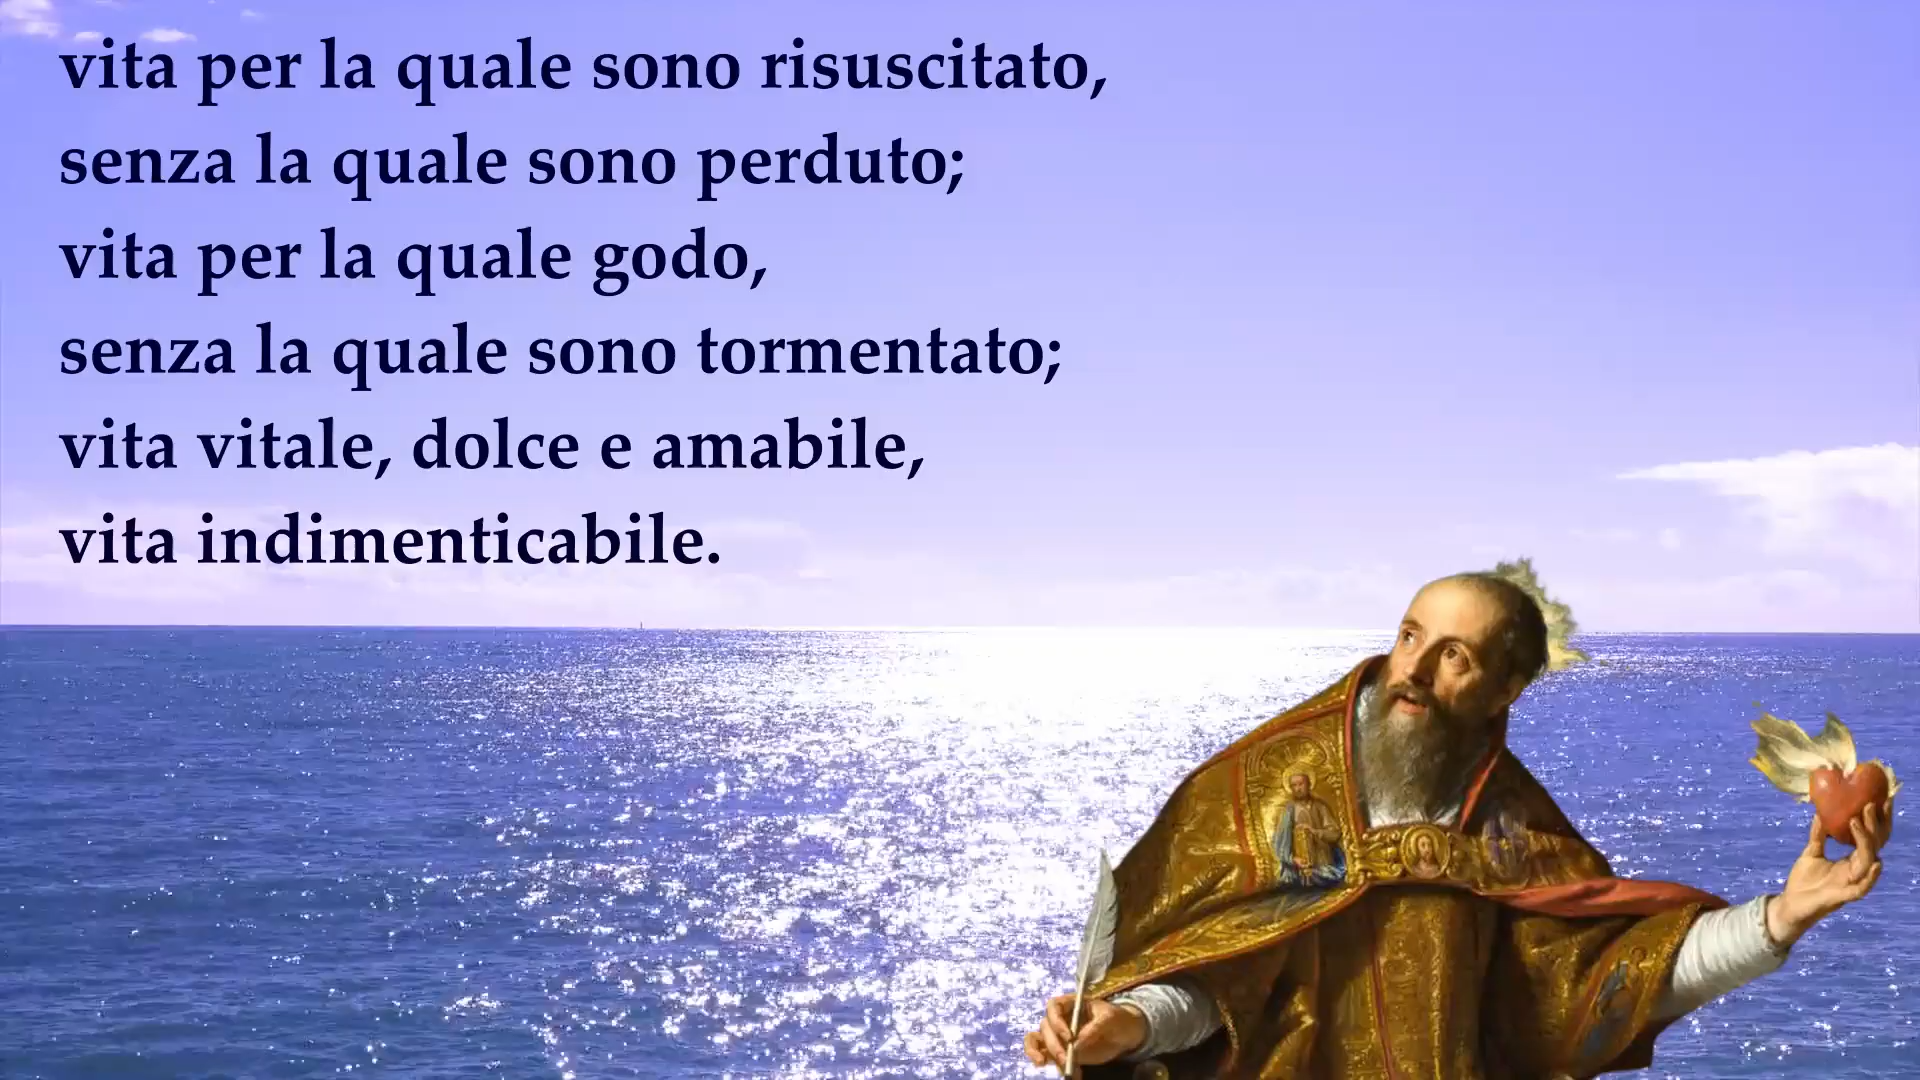 vita per la quale sono risuscitato,
senza la quale sono perduto;
vita per la quale godo,
senza la quale sono tormentato;
vita vitale, dolce e amabile,
vita indimenticabile.